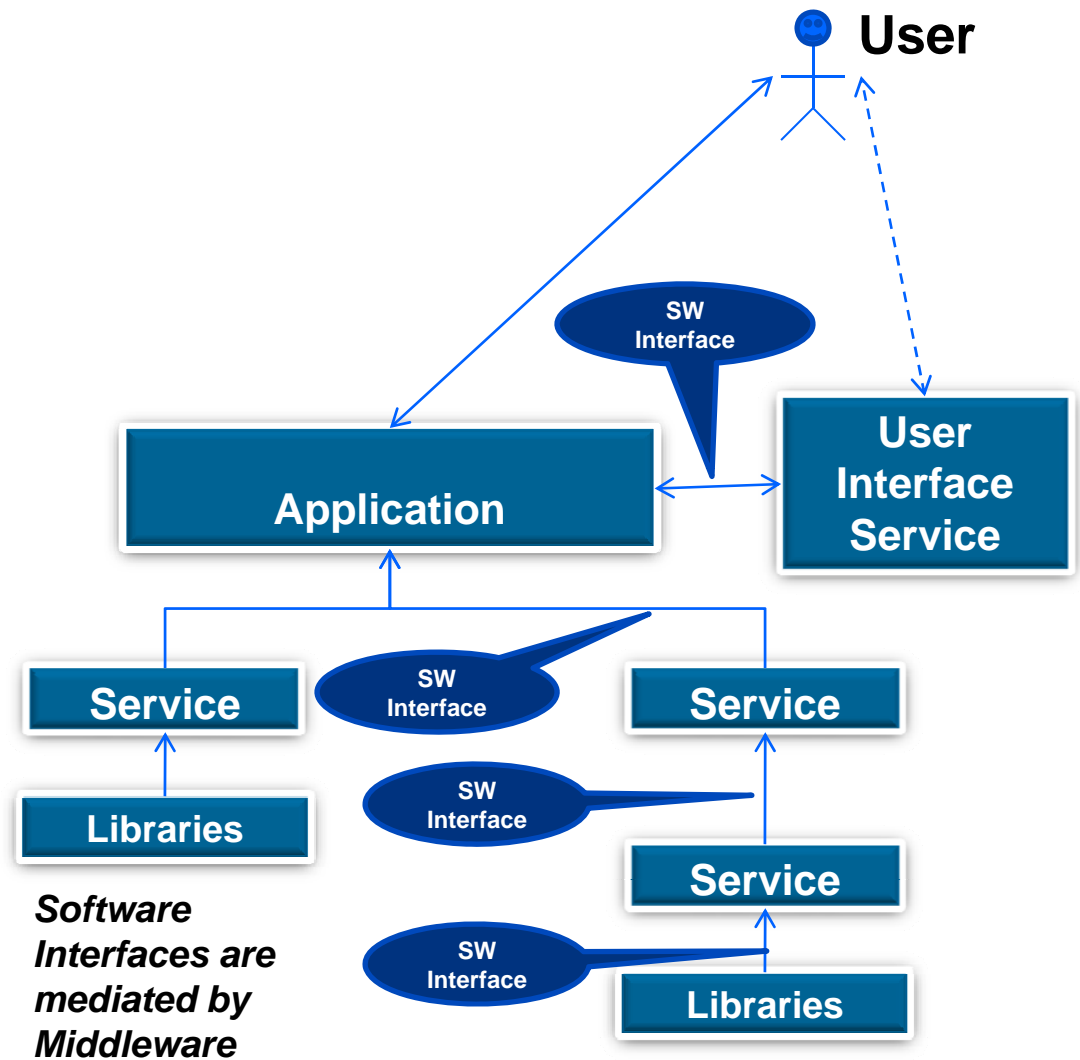 User
SW
Interface
User
Interface
Service
Application
Service
SW
Interface
Service
SW
Interface
Libraries
Service
Software
Interfaces are
mediated by
Middleware
SW
Interface
Libraries